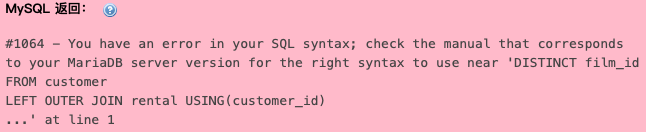 MySQL 返回：
#1064 - You have an error in your SQL syntax; check the manual that corresponds
to your MariaDB server version for the right syntax to use near 'DISTINCT film_id
FROM customer
LEFT OUTER JOIN rental USING(customer_id)
...' at line 1